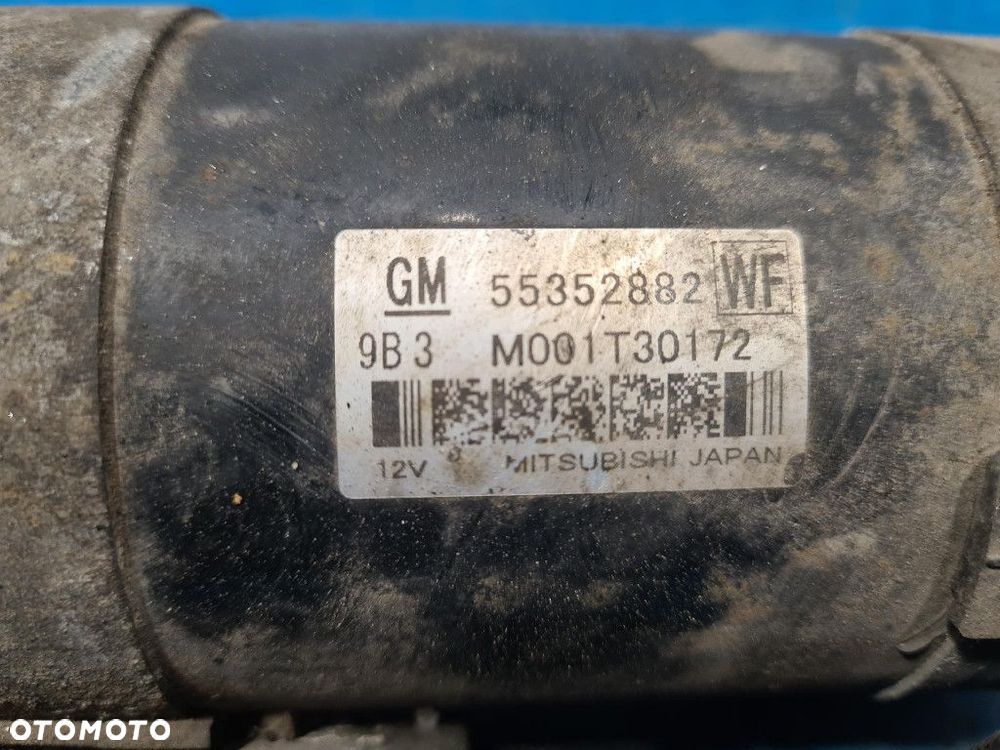 GM 55352882 WF
9B3 M001T30172
12V MITSUBISHI JAPAN
OTOMOTO